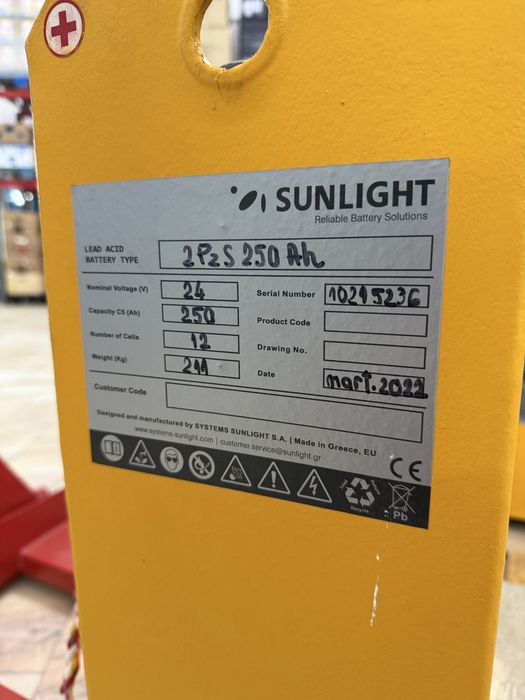 SUNLIGHT
Reliable Battery Solutions
LEAD ACID
BATTERY TYPE 2PzS 250 Ah
Nominal Voltage (V) 24 Serial Number 10215236
Capacity C5 (Ah) 250 Product Code
Number of Cells 12 Drawing No.
Weight (Kg) 211 Date mart.2022
Customer Code
Designed and manufactured by SYSTEMS SUNLIGHT S.A. | Made in Greece, EU
www.systems-sunlight.com | customer.service@sunlight.gr
CE
Recycle
Pb